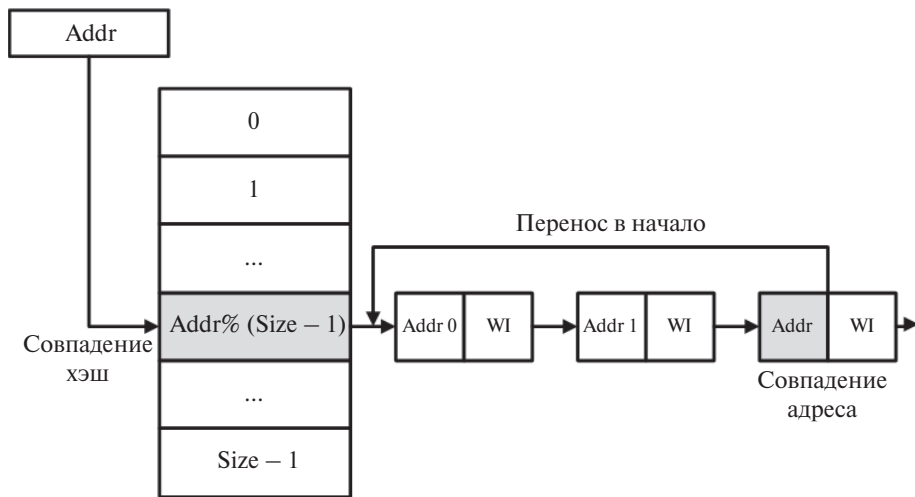 Addr
0
1
...
Addr% (Size – 1)
...
Size – 1
Совпадение
хэш
Перенос в начало
Addr 0
WI
Addr 1
WI
Addr
WI
Совпадение
адреса